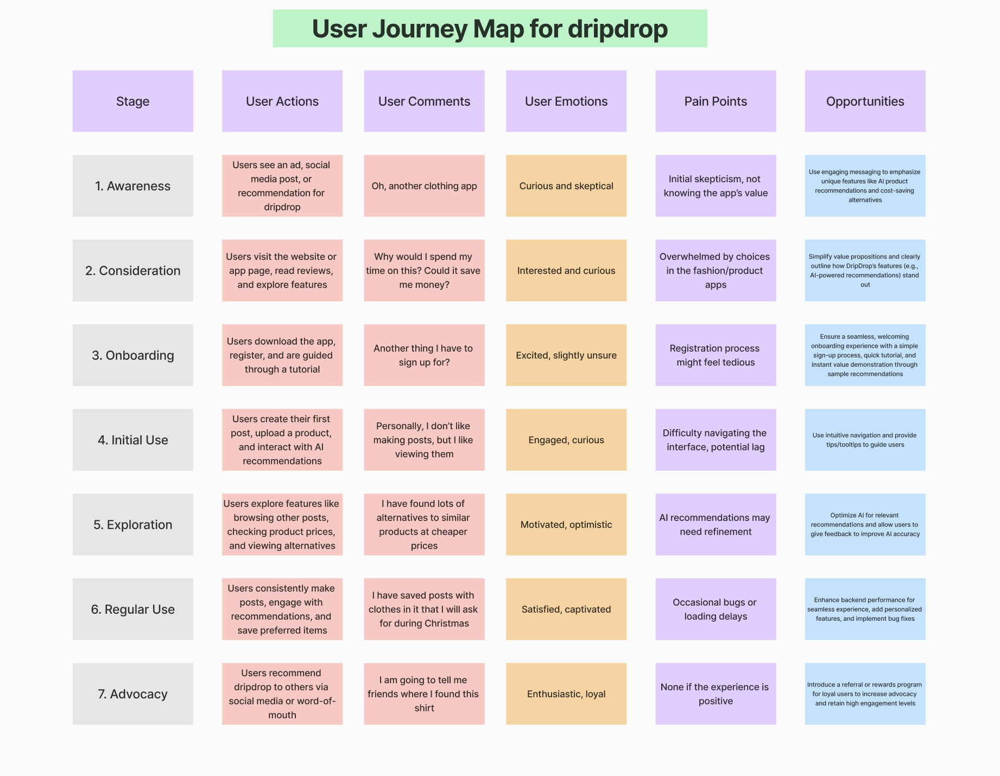 User Journey Map for dripdrop
Stage
User Actions
User Comments
User Emotions
Pain Points
Opportunities
1. Awareness
Users see an ad, social
media post, or
recommendation for
dripdrop
Oh, another clothing app
Curious and skeptical
Initial skepticism, not
knowing the app’s value
Use engaging messaging to emphasize
unique features like AI product
recommendations and cost-saving
alternatives
2. Consideration
Users visit the website or
app page, read reviews,
and explore features
Why would I spend my
time on this? Could it save
me money?
Interested and curious
Overwhelmed by choices
in the fashion/product
apps
Simplify value propositions and clearly
outline how DripDrop’s features (e.g.,
AI-powered recommendations) stand
out
3. Onboarding
Users download the app,
register, and are guided
through a tutorial
Another thing I have to
sign up for?
Excited, slightly unsure
Registration process
might feel tedious
Ensure a seamless, welcoming
onboarding experience with a simple
sign-up process, quick tutorial, and
instant value demonstration through
sample recommendations
4. Initial Use
Users create their first
post, upload a product,
and interact with AI
recommendations
Personally, I don’t like
making posts, but I like
viewing them
Engaged, curious
Difficulty navigating the
interface, potential lag
Use intuitive navigation and provide
tips/tooltips to guide users
5. Exploration
Users explore features like
browsing other posts,
checking product prices,
and viewing alternatives
I have found lots of
alternatives to similar
products at cheaper
prices
Motivated, optimistic
AI recommendations may
need refinement
Optimize AI for relevant
recommendations and allow users to
give feedback to improve AI accuracy
6. Regular Use
Users consistently make
posts, engage with
recommendations, and
save preferred items
I have saved posts with
clothes in it that I will ask
for during Christmas
Satisfied, captivated
Occasional bugs or
loading delays
Enhance backend performance for
seamless experience, add personalized
features, and implement bug fixes
7. Advocacy
Users recommend
dripdrop to others via
social media or word-of-
mouth
I am going to tell me
friends where I found this
shirt
Enthusiastic, loyal
None if the experience is
positive
Introduce a referral or rewards program
for loyal users to increase advocacy
and retain high engagement levels